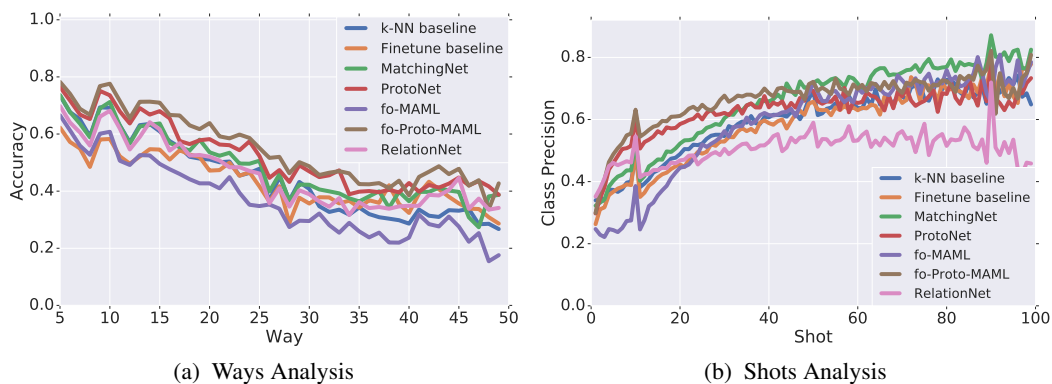 1.0
0.8
0.6
0.4
0.2
0.0
Accuracy
5 10 15 20 25 30 35 40 45 50
Way
k-NN baseline
Finetune baseline
MatchingNet
ProtoNet
fo-MAML
fo-Proto-MAML
RelationNet
(a) Ways Analysis
0.8
0.6
0.4
0.2
0.0
Class Precision
0 20 40 60 80 100
Shot
k-NN baseline
Finetune baseline
MatchingNet
ProtoNet
fo-MAML
fo-Proto-MAML
RelationNet
(b) Shots Analysis